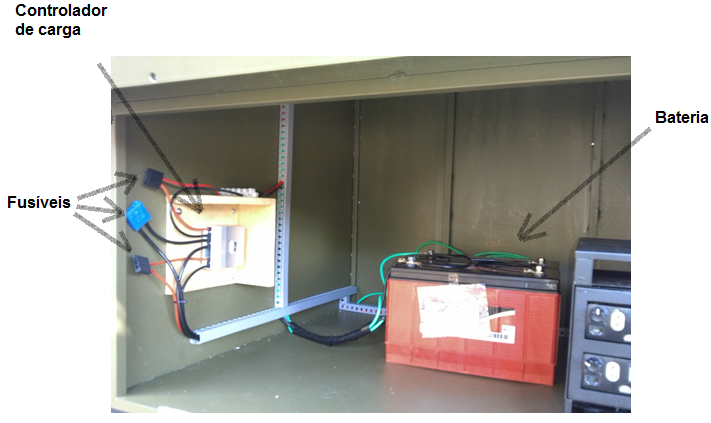 Controlador
de carga
Bateria
Fusíveis